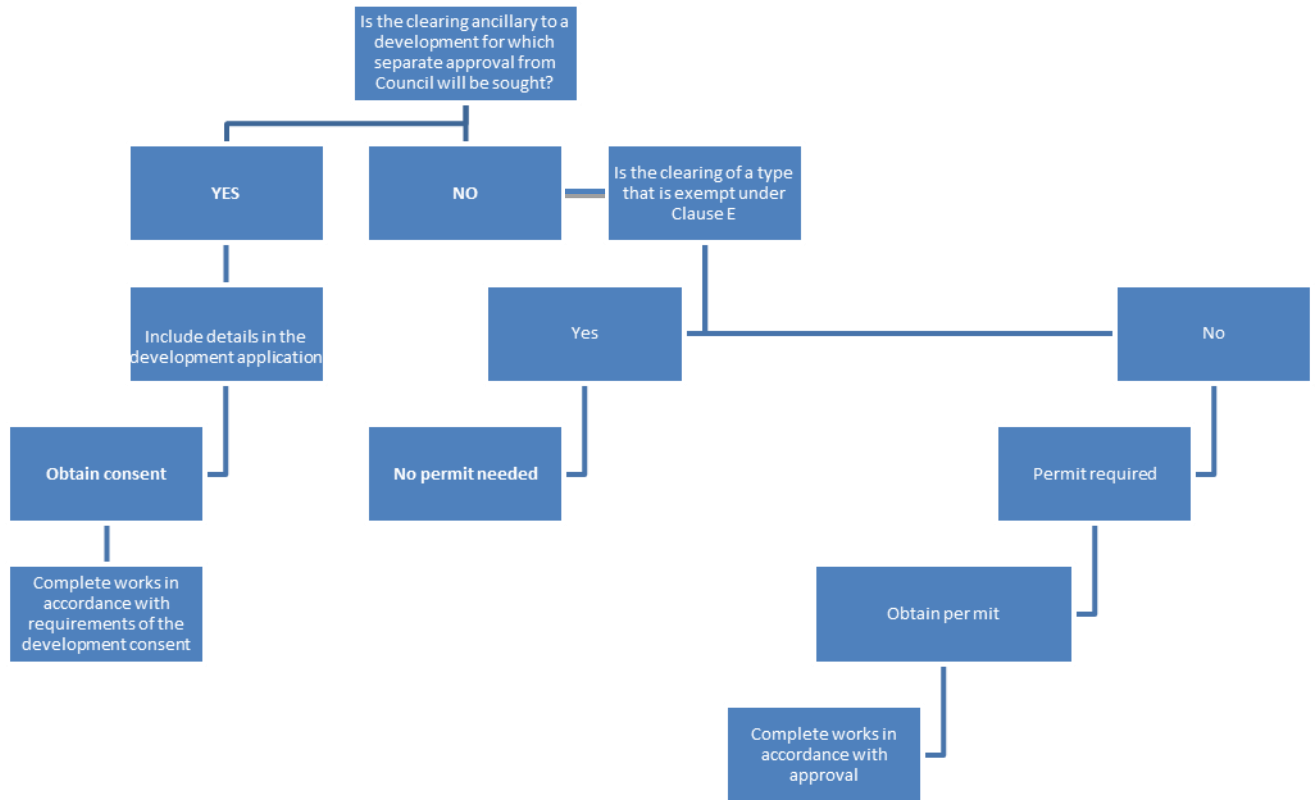 Is the clearing ancillary to a
development for which
separate approval from
Council will be sought?
YES
NO
Is the clearing of a type
that is exempt under
Clause E
Include details in the
development application
Yes
No
Obtain consent
No permit needed
Permit required
Complete works in
accordance with
requirements of the
development consent
Obtain permit
Complete works in
accordance with
approval